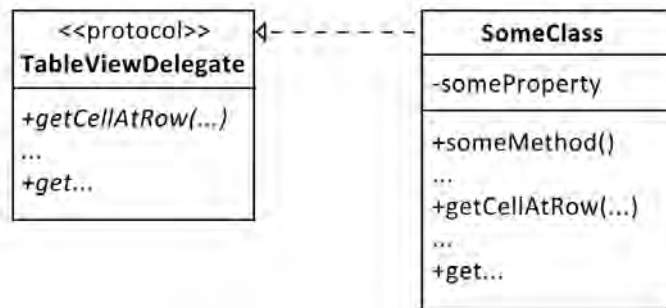 <<protocol>>
TableViewDelegate
+getCellAtRow(...)
...
+get...
SomeClass
-someProperty
+someMethod()
...
+getCellAtRow(...)
...
+get...